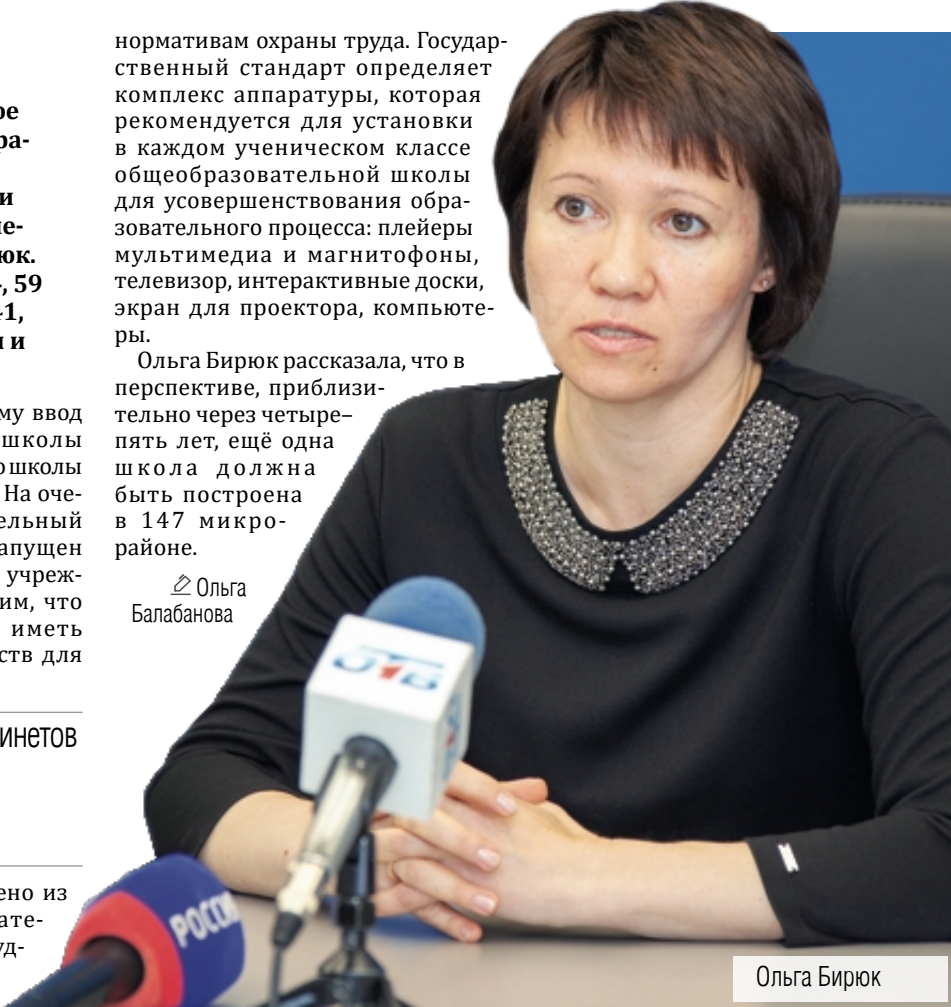 ое
ра-
и
не-
юк.
, 59
41,
и и
му ввод
школы
о школы
На оче-
ельный
апущен
учреж-
им, что
иметь
ств для
инетов
ено из
ате-
уд-
нормативам охраны труда. Государ-
ственный стандарт определяет
комплекс аппаратуры, которая
рекомендуется для установки
в каждом ученическом классе
общеобразовательной школы
для усовершенствования обра-
зовательного процесса: плейеры
мультимедиа и магнитофоны,
телевизор, интерактивные доски,
экран для проектора, компьюте-
ры.
Ольга Бирюк рассказала, что в
перспективе, приблизи-
тельно через четыре–
пять лет, ещё одна
школа должна
быть построена
в 147 микро-
районе.
Ольга
Балабанова
О1Б
РОССИЯ
Ольга Бирюк